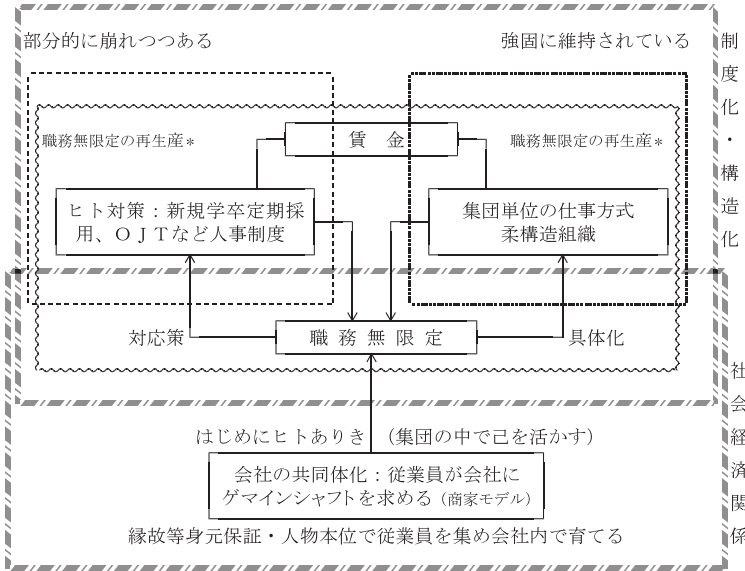 部分的に崩れつつある
強固に維持されている
制度化・構造化
職務無限定の再生産＊
賃　金
職務無限定の再生産＊
ヒト対策：新規学卒定期採
用、ＯＪＴなど人事制度
集団単位の仕事方式
柔構造組織
対応策
職 務 無 限 定
具体化
社会経済関係
はじめにヒトありき （集団の中で己を活かす）
会社の共同体化：従業員が会社に
ゲマインシャフトを求める（商家モデル）
縁故等身元保証・人物本位で従業員を集め会社内で育てる